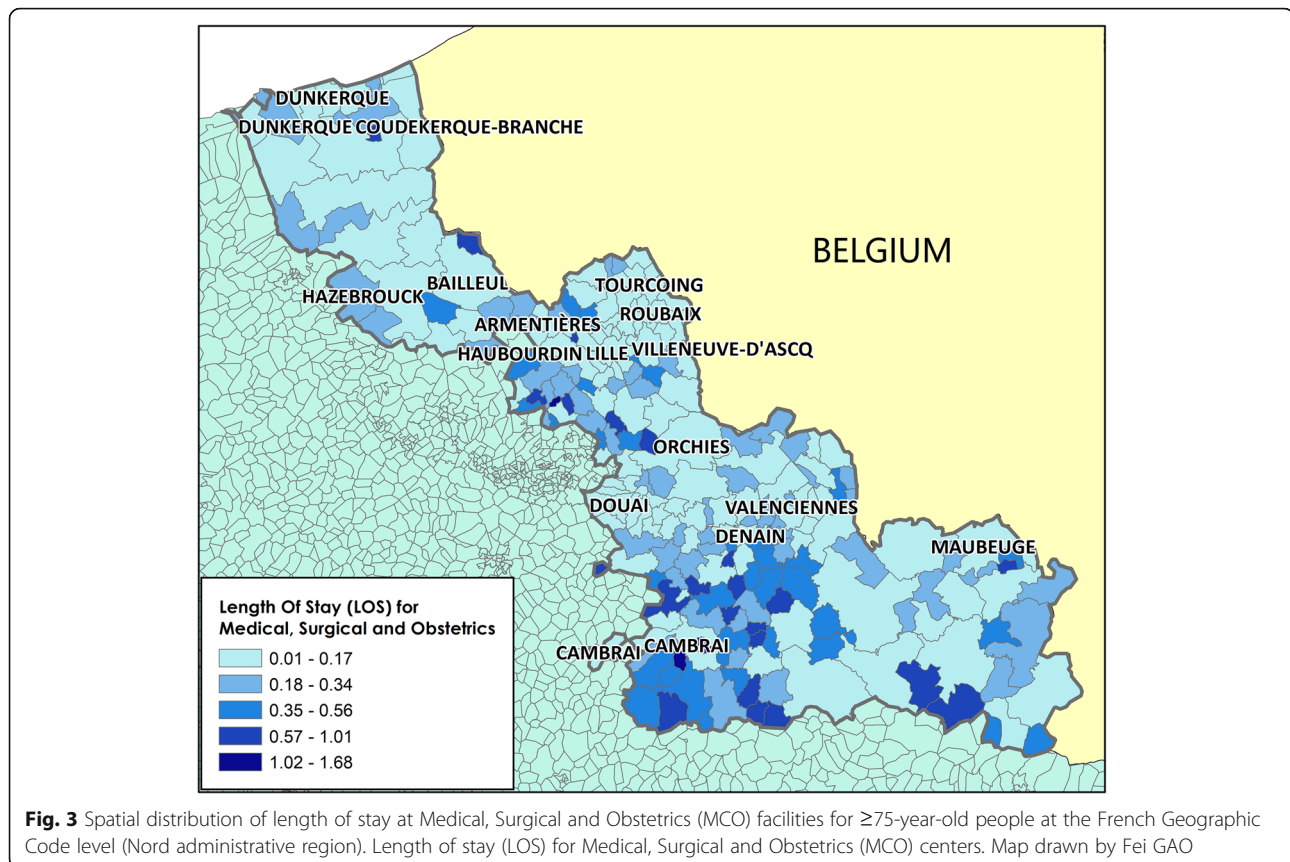 DUNKERQUE
DUNKERQUE COUDEKERQUE-BRANCHE
BELGIUM
BAILLEUL
TOURCOING
HAZEBROUCK
ROUBAIX
ARMENTIÈRES
HAUBOURDIN LILLE VILLENEUVE-D'ASCQ
ORCHIES
DOUAI
VALENCIENNES
DENAIN
MAUBEUGE
CAMBRAI CAMBRAI
Length Of Stay (LOS) for
Medical, Surgical and Obstetrics
0.01 - 0.17
0.18 - 0.34
0.35 - 0.56
0.57 - 1.01
1.02 - 1.68
Fig. 3 Spatial distribution of length of stay at Medical, Surgical and Obstetrics (MCO) facilities for ≥75-year-old people at the French Geographic
Code level (Nord administrative region). Length of stay (LOS) for Medical, Surgical and Obstetrics (MCO) centers. Map drawn by Fei GAO